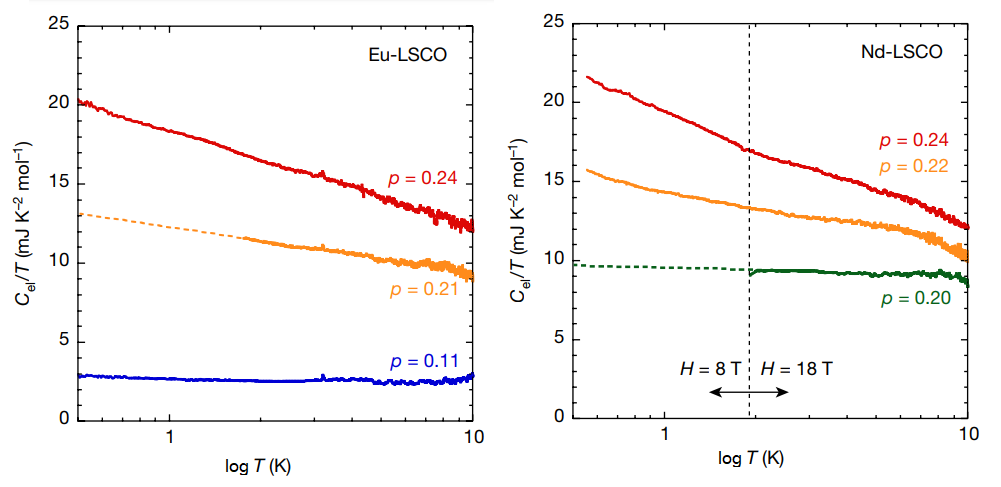 Eu-LSCO
25
20
15
10
5
0
C_el/T (mJ K⁻² mol⁻¹)
p = 0.24
p = 0.21
p = 0.11
1
10
log T (K)
Nd-LSCO
25
20
15
10
5
0
C_el/T (mJ K⁻² mol⁻¹)
p = 0.24
p = 0.22
p = 0.20
H = 8 T
H = 18 T
1
10
log T (K)